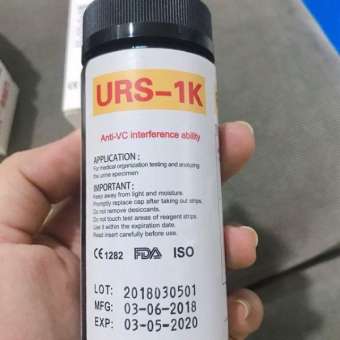 URS-1K
Anti-VC interference ability
APPLICATION:
For medical organization testing and analyzing
the urine specimen
IMPORTANT:
Keep away from light and moisture.
Promptly replace cap after taking out strips.
Do not remove desiccants.
Do not touch test areas of reagent strips.
Use it within the expiration date.
Read insert carefully before use.
CE 1282 FDA ISO
LOT: 2018030501
MFG: 03-06-2018
EXP: 03-05-2020